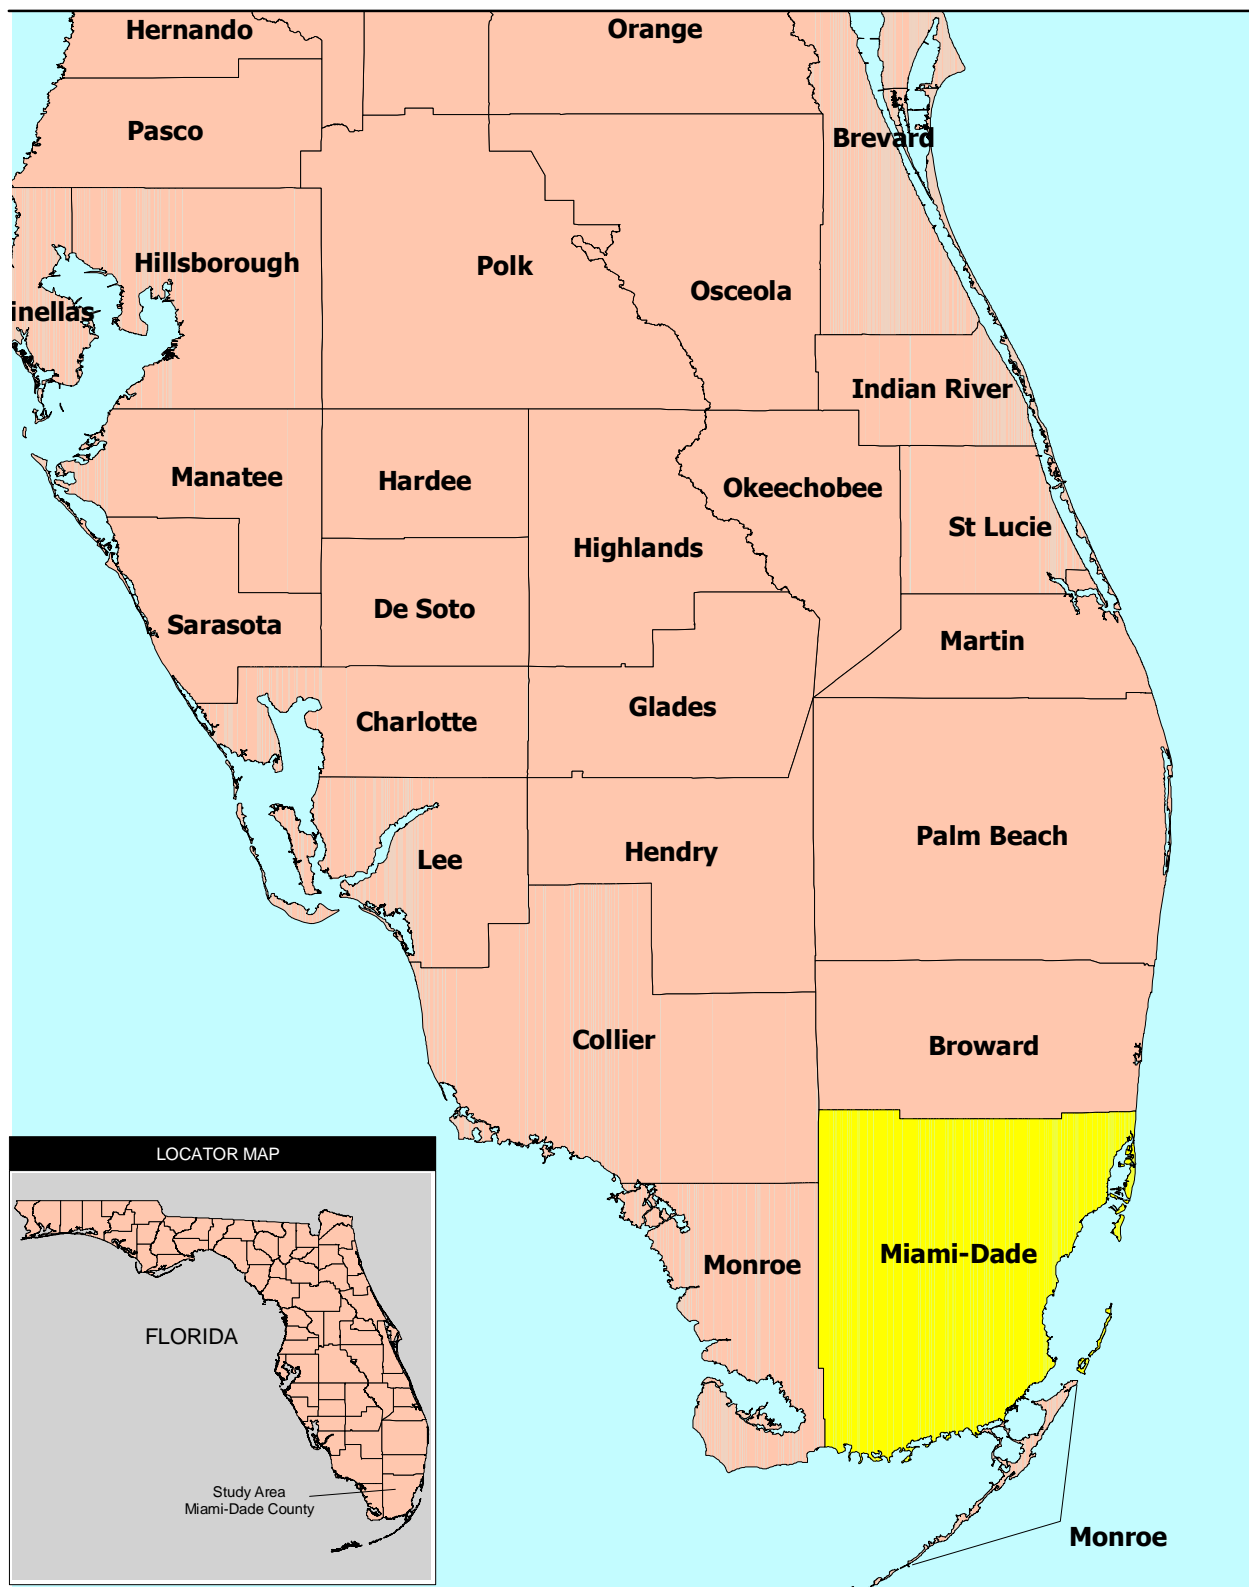 Hernando
Orange
Pasco
Brevard
Hillsborough
Polk
Osceola
inellas
Indian River
Manatee
Hardee
Okeechobee
St Lucie
Highlands
De Soto
Sarasota
Martin
Glades
Charlotte
Palm Beach
Hendry
Lee
Collier
Broward
Miami-Dade
Monroe
LOCATOR MAP
FLORIDA
Study Area
Miami-Dade County
Monroe